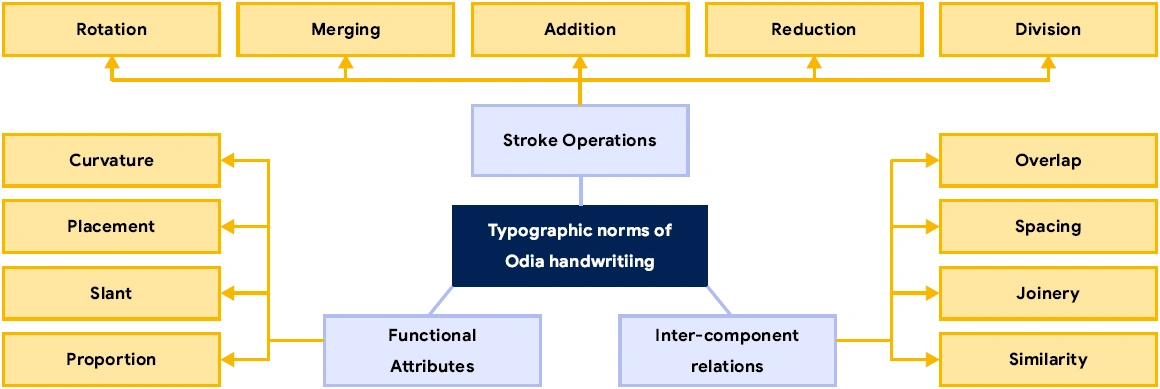 Rotation
Merging
Addition
Reduction
Division
Stroke Operations
Curvature
Placement
Slant
Proportion
Overlap
Spacing
Joinery
Similarity
Typographic norms of
Odia handwritiing
Functional
Attributes
Inter-component
relations